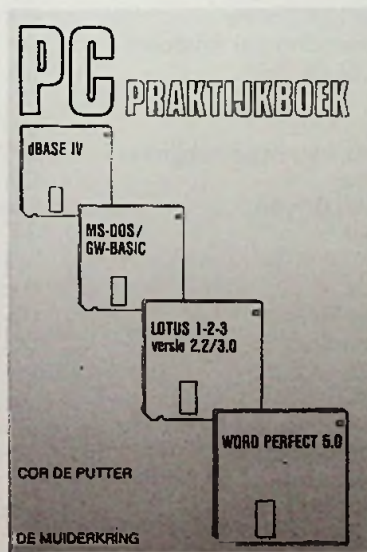 PC PRAKTIJKBOEK
dBASE IV
MS-DOS/
GW-BASIC
LOTUS 1-2-3
versie 2.2/3.0
WORD PERFECT 5.0
COR DE PUTTER
DE MUIDERKRING